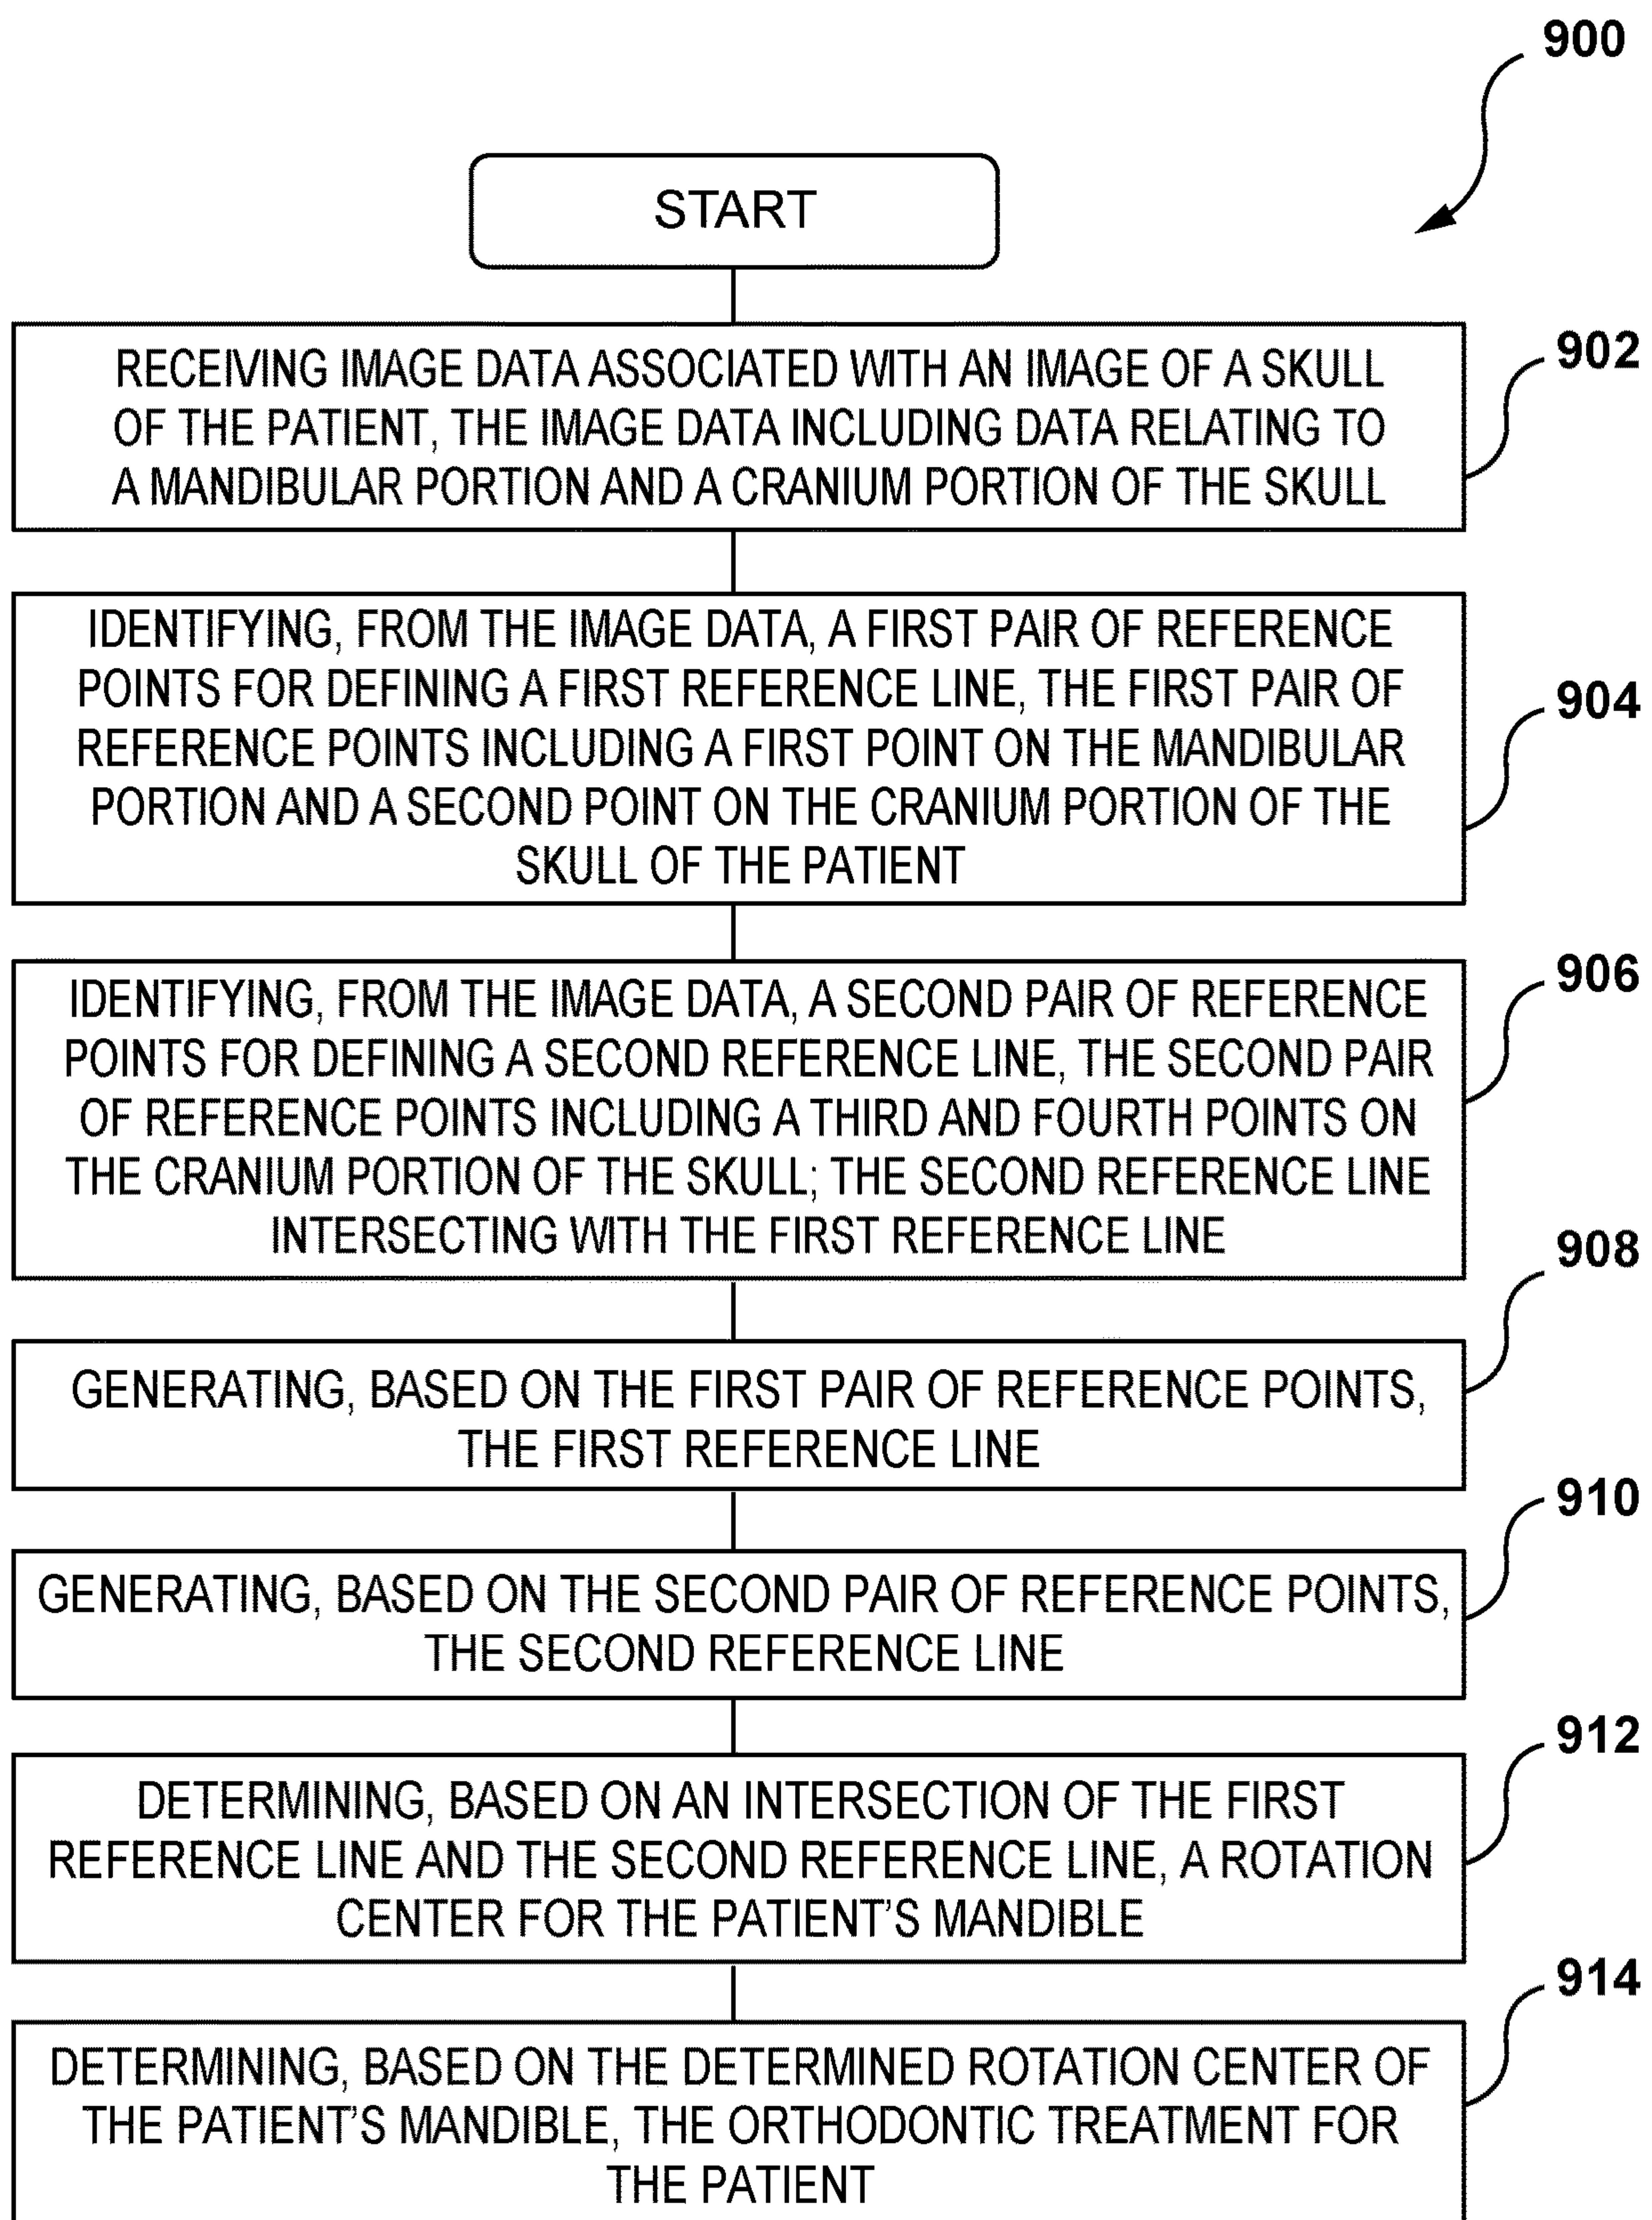 900
START
902
RECEIVING IMAGE DATA ASSOCIATED WITH AN IMAGE OF A SKULL
OF THE PATIENT, THE IMAGE DATA INCLUDING DATA RELATING TO
A MANDIBULAR PORTION AND A CRANIUM PORTION OF THE SKULL
904
IDENTIFYING, FROM THE IMAGE DATA, A FIRST PAIR OF REFERENCE
POINTS FOR DEFINING A FIRST REFERENCE LINE, THE FIRST PAIR OF
REFERENCE POINTS INCLUDING A FIRST POINT ON THE MANDIBULAR
PORTION AND A SECOND POINT ON THE CRANIUM PORTION OF THE
SKULL OF THE PATIENT
906
IDENTIFYING, FROM THE IMAGE DATA, A SECOND PAIR OF REFERENCE
POINTS FOR DEFINING A SECOND REFERENCE LINE, THE SECOND PAIR
OF REFERENCE POINTS INCLUDING A THIRD AND FOURTH POINTS ON
THE CRANIUM PORTION OF THE SKULL; THE SECOND REFERENCE LINE
INTERSECTING WITH THE FIRST REFERENCE LINE
908
GENERATING, BASED ON THE FIRST PAIR OF REFERENCE POINTS,
THE FIRST REFERENCE LINE
910
GENERATING, BASED ON THE SECOND PAIR OF REFERENCE POINTS,
THE SECOND REFERENCE LINE
912
DETERMINING, BASED ON AN INTERSECTION OF THE FIRST
REFERENCE LINE AND THE SECOND REFERENCE LINE, A ROTATION
CENTER FOR THE PATIENT'S MANDIBLE
914
DETERMINING, BASED ON THE DETERMINED ROTATION CENTER OF
THE PATIENT'S MANDIBLE, THE ORTHODONTIC TREATMENT FOR
THE PATIENT